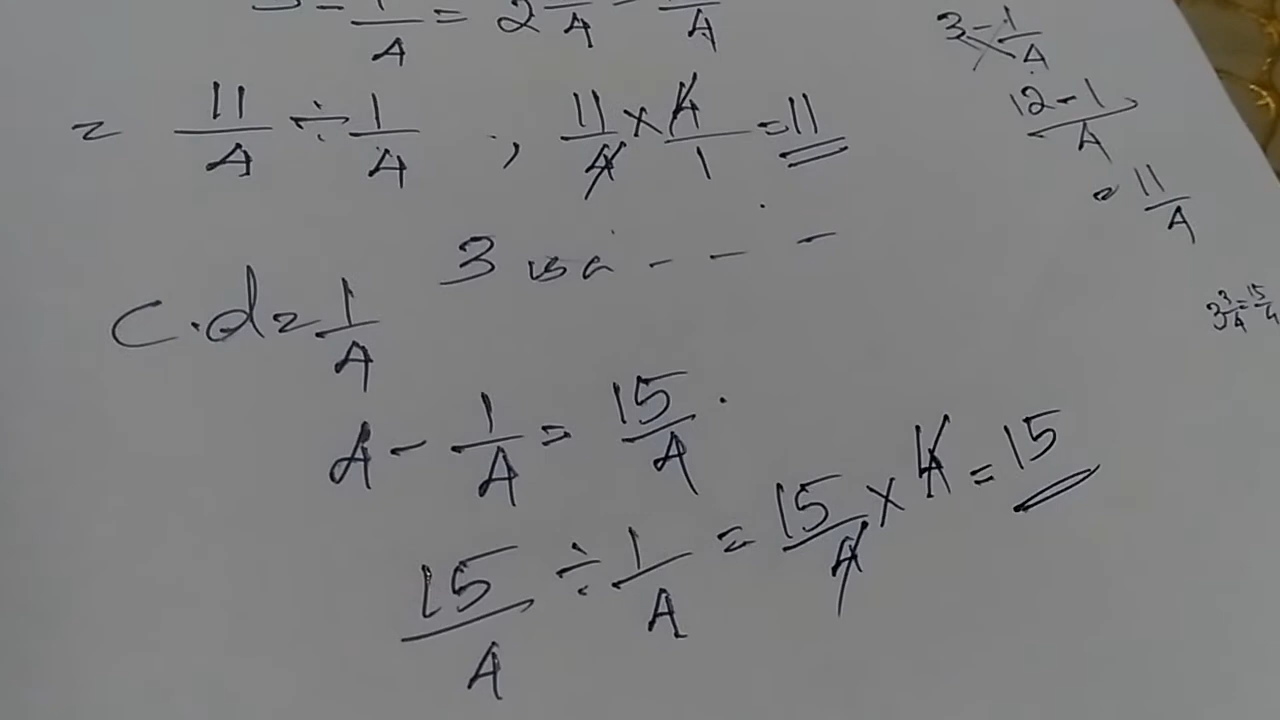 3 - 1/4 = 2
= 11/4 ÷ 1/4 , 11/4 × 4/1 = 11
3 is a - - -
C.d = 1/4
4 - 1/4 = 15/4.
15/4 ÷ 1/4 = 15/4 × 4 = 15
3 - 1/4
12 - 1/4
= 11/4
3 3/4 = 15/4